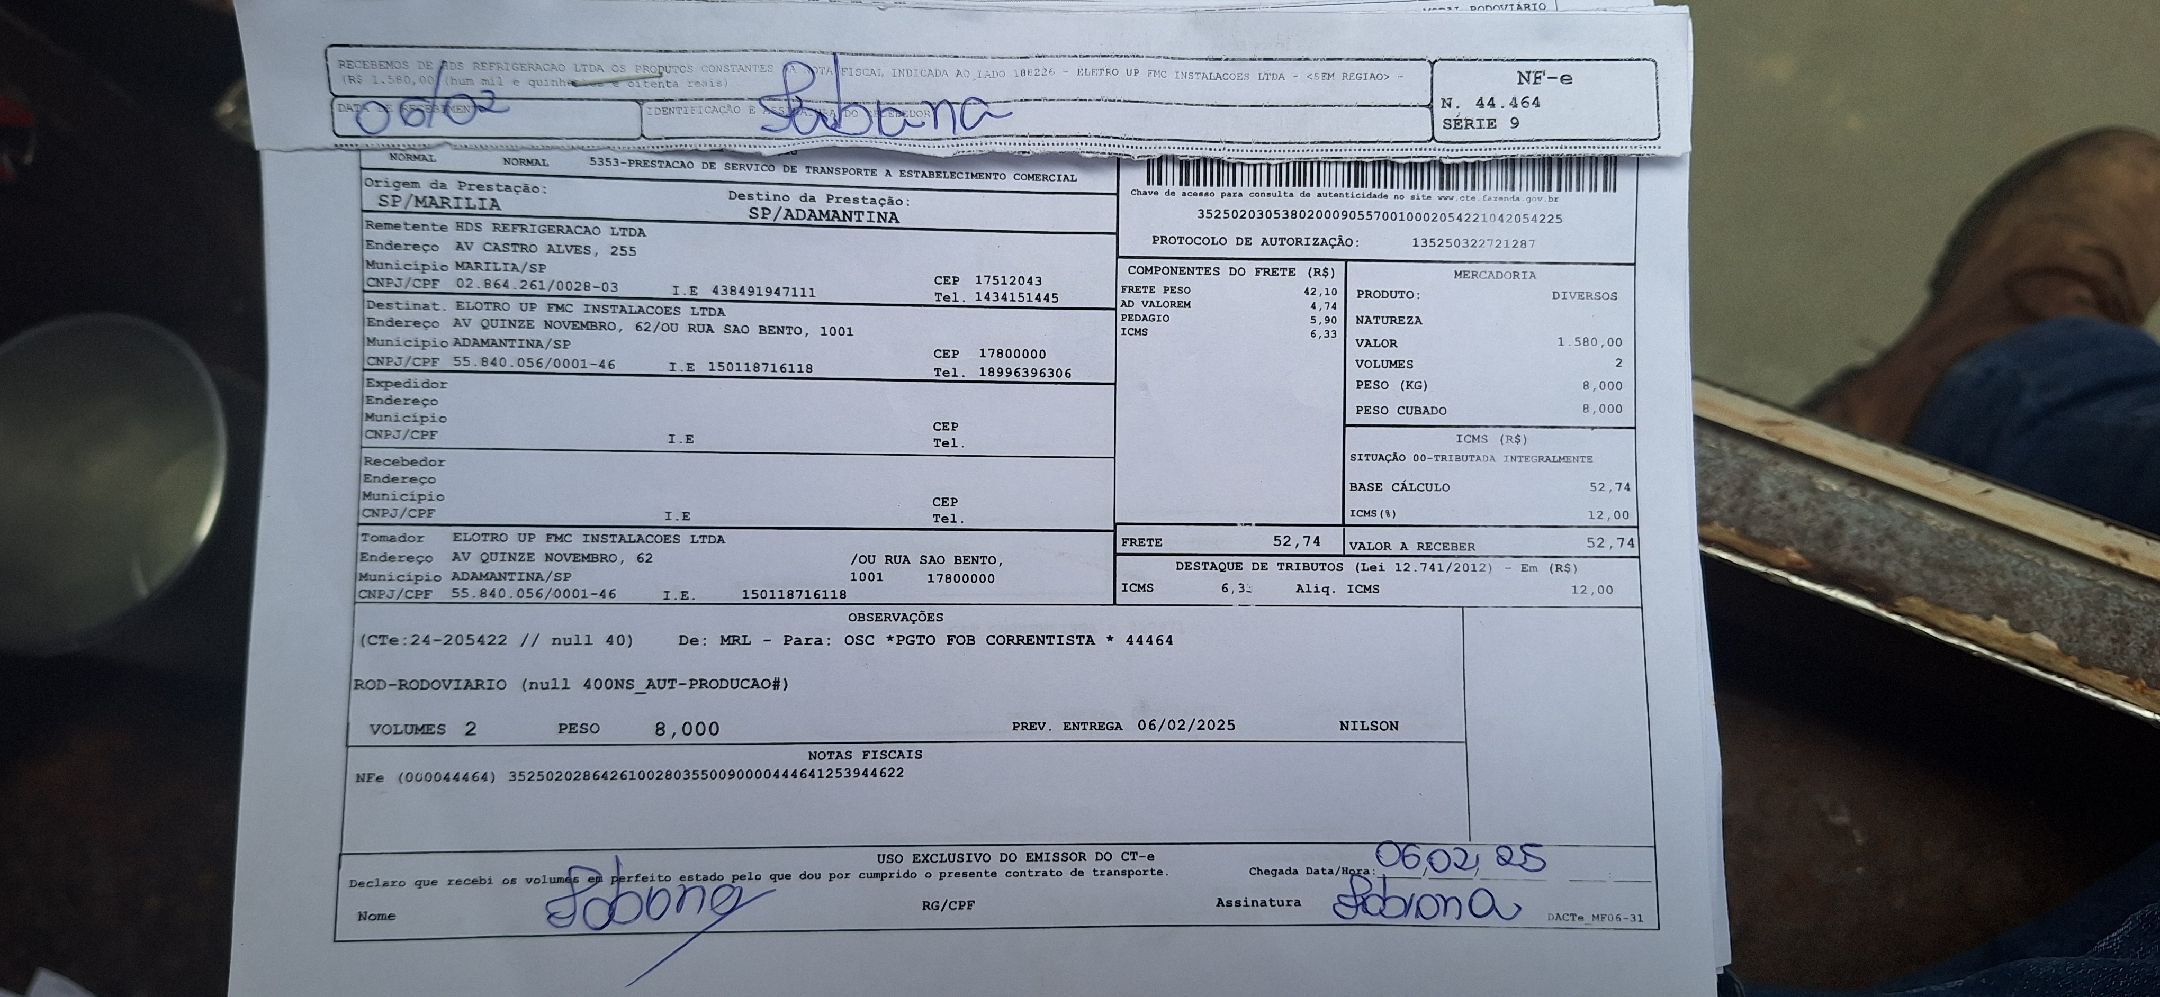 RODOVIÁRIO
RECEBEMOS DE RDS REFRIGERACAO LTDA OS PRODUTOS CONSTANTES DA NOTA FISCAL INDICADA AO LADO 188226 - ELETRO UP FMC INSTALACOES LTDA - <SEM REGIAO> -
(R$ 1.580,00 (hum mil e quinhentos e oitenta reais)
DATA DE RECEBIMENTO
06/02
IDENTIFICAÇÃO E ASSINATURA DO RECEBEDOR
Fabiana
NF-e
N. 44.464
SÉRIE 9
NORMAL NORMAL 5353-PRESTACAO DE SERVICO DE TRANSPORTE A ESTABELECIMENTO COMERCIAL
Origem da Prestação: Destino da Prestação:
SP/MARILIA SP/ADAMANTINA
Chave de acesso para consulta de autenticidade no site www.cte.fazenda.gov.br
35250203053802000905570010002054221042054225
PROTOCOLO DE AUTORIZAÇÃO: 135250322721287
Remetente RDS REFRIGERACAO LTDA
Endereço AV CASTRO ALVES, 255
Município MARILIA/SP CEP 17512043
CNPJ/CPF 02.864.261/0028-03 I.E 438491947111 Tel. 1434151445
Destinat. ELOTRO UP FMC INSTALACOES LTDA
Endereço AV QUINZE NOVEMBRO, 62/OU RUA SAO BENTO, 1001
Município ADAMANTINA/SP CEP 17800000
CNPJ/CPF 55.840.056/0001-46 I.E 150118716118 Tel. 18996396306
Expedidor
Endereço
Município CEP
CNPJ/CPF I.E Tel.
Recebedor
Endereço
Município CEP
CNPJ/CPF I.E Tel.
Tomador ELOTRO UP FMC INSTALACOES LTDA
Endereço AV QUINZE NOVEMBRO, 62 /OU RUA SAO BENTO,
Município ADAMANTINA/SP 1001 17800000
CNPJ/CPF 55.840.056/0001-46 I.E. 150118716118
COMPONENTES DO FRETE (R$)
FRETE PESO 42,10
AD VALOREM 4,74
PEDAGIO 5,90
ICMS 6,33
MERCADORIA
PRODUTO: DIVERSOS
NATUREZA
VALOR 1.580,00
VOLUMES 2
PESO (KG) 8,000
PESO CUBADO 8,000
ICMS (R$)
SITUAÇÃO 00-TRIBUTADA INTEGRALMENTE
BASE CÁLCULO 52,74
ICMS(%) 12,00
FRETE 52,74 VALOR A RECEBER 52,74
DESTAQUE DE TRIBUTOS (Lei 12.741/2012) - Em (R$)
ICMS 6,3 Aliq. ICMS 12,00
OBSERVAÇÕES
(CTe:24-205422 // null 40) De: MRL - Para: OSC *PGTO FOB CORRENTISTA * 44464
ROD-RODOVIARIO (null 400NS_AUT-PRODUCAO#)
VOLUMES 2 PESO 8,000 PREV. ENTREGA 06/02/2025 NILSON
NOTAS FISCAIS
NFe (000044464) 35250202864261002803550090000444641253944622
USO EXCLUSIVO DO EMISSOR DO CT-e
Declaro que recebi os volumes em perfeito estado pelo que dou por cumprido o presente contrato de transporte. Chegada Data/Hora: 06,02,25
Nome Fabiana RG/CPF Assinatura Fabiana DACTe_MF06-31